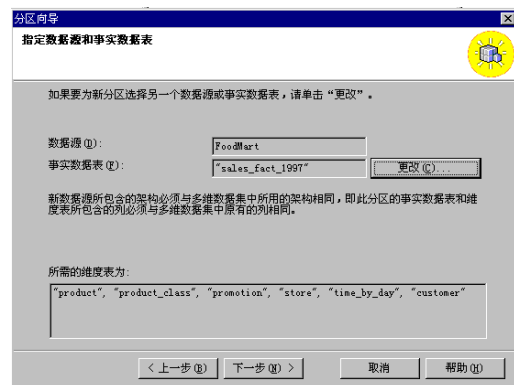 分区向导
指定数据源和事实数据表
如果要为新分区选择另一个数据源或事实数据表，请单击“更改”。
数据源(D):
FoodMart
事实数据表(F):
"sales_fact_1997"
更改(C)...
新数据源所包含的架构必须与多维数据集中所用的架构相同，即此分区的事实数据表和维
度表所包含的列必须与多维数据集中原有的列相同。
所需的维度表为:
"product", "product_class", "promotion", "store", "time_by_day", "customer"
< 上一步(B)
下一步(N) >
取消
帮助(H)